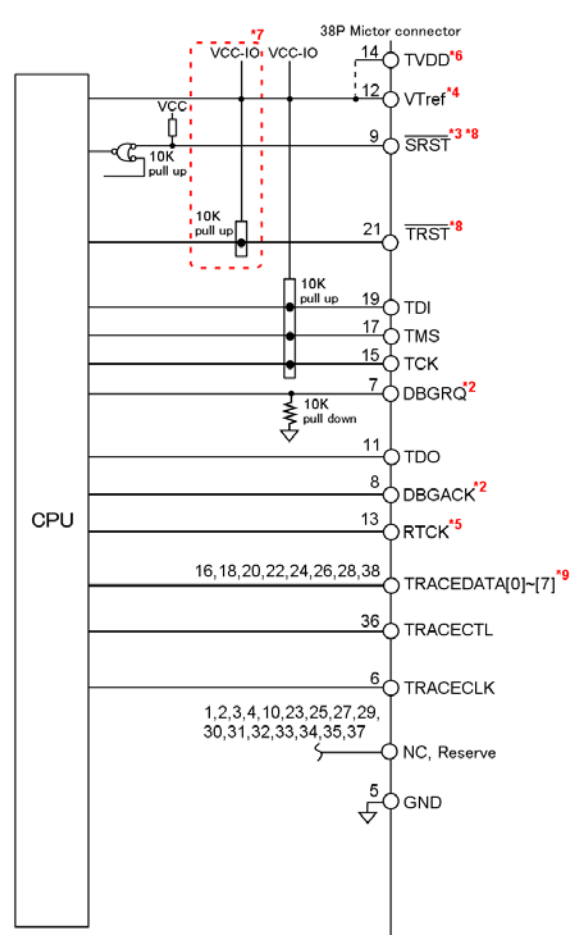 38P Mictor connector
*7
VCC-IO VCC-IO
14 TVDD*6
12 VTref*4
VCC
9 SRST*3 *8
10K
pull up
10K
pull up
21 TRST*8
10K
pull up
19 TDI
17 TMS
15 TCK
7 DBGRQ*2
10K
pull down
11 TDO
8 DBGACK*2
CPU
13 RTCK*5
16,18,20,22,24,26,28,38 TRACEDATA[0]~[7]*9
36 TRACECTL
6 TRACECLK
1,2,3,4,10,23,25,27,29,
30,31,32,33,34,35,37
NC, Reserve
5 GND